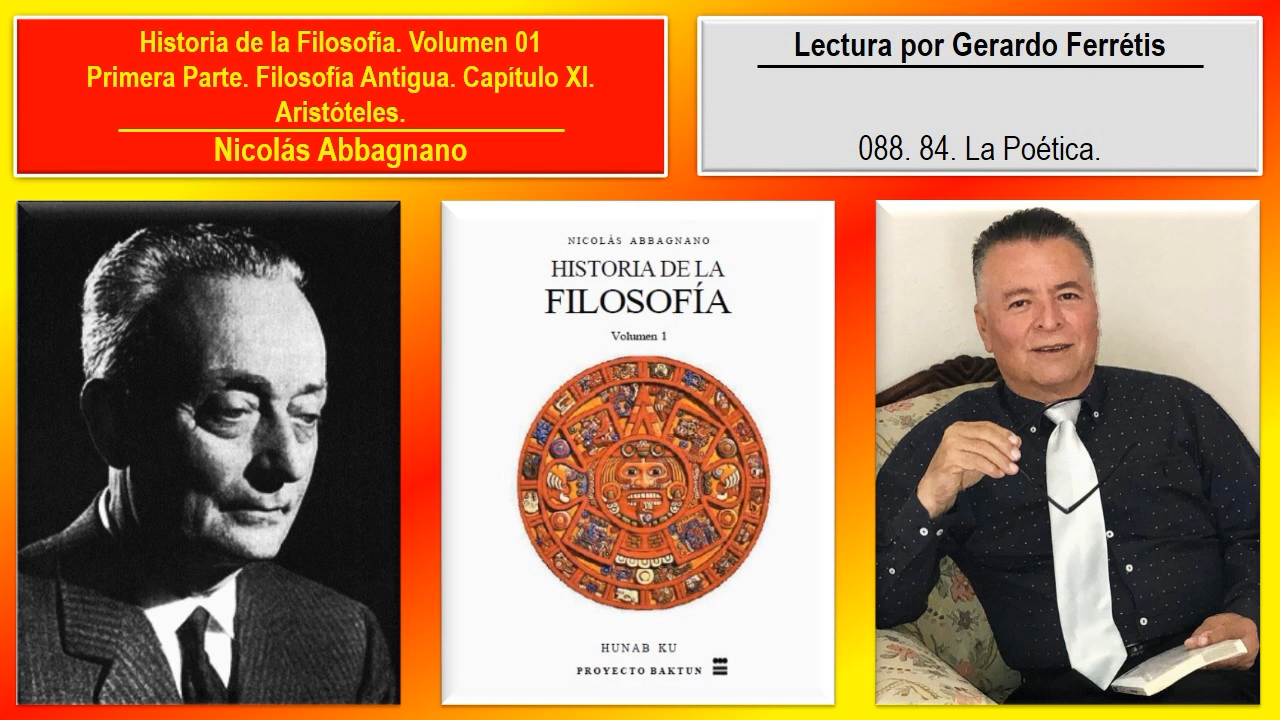 Historia de la Filosofía. Volumen 01
Primera Parte. Filosofía Antigua. Capítulo XI.
Aristóteles.
Nicolás Abbagnano
Lectura por Gerardo Ferrétis
088. 84. La Poética.
NICOLÁS ABBAGNANO
HISTORIA DE LA
FILOSOFÍA
Volumen 1
HUNAB KU
PROYECTO BAKTUN